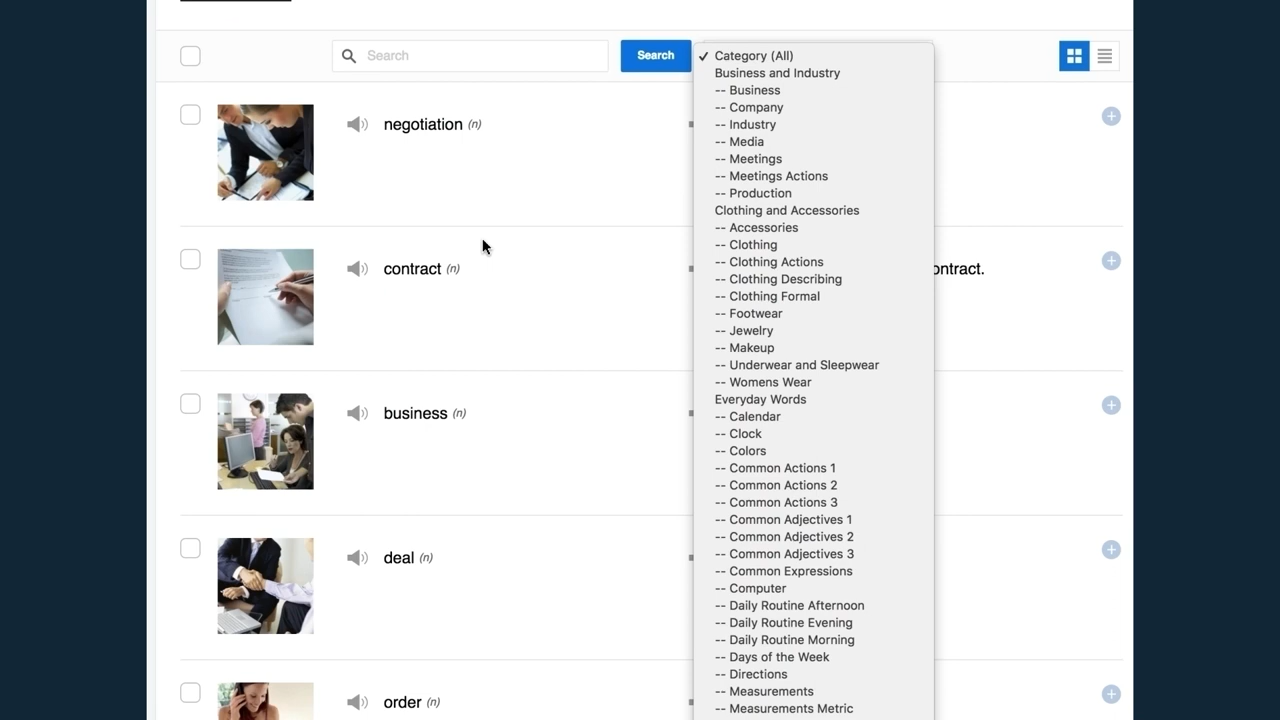 Search
Search
✓ Category (All)
Business and Industry
-- Business
-- Company
-- Industry
-- Media
-- Meetings
-- Meetings Actions
-- Production
Clothing and Accessories
-- Accessories
-- Clothing
-- Clothing Actions
-- Clothing Describing
-- Clothing Formal
-- Footwear
-- Jewelry
-- Makeup
-- Underwear and Sleepwear
-- Womens Wear
Everyday Words
-- Calendar
-- Clock
-- Colors
-- Common Actions 1
-- Common Actions 2
-- Common Actions 3
-- Common Adjectives 1
-- Common Adjectives 2
-- Common Adjectives 3
-- Common Expressions
-- Computer
-- Daily Routine Afternoon
-- Daily Routine Evening
-- Daily Routine Morning
-- Days of the Week
-- Directions
-- Measurements
-- Measurements Metric
negotiation (n)
contract (n)
business (n)
deal (n)
order (n)